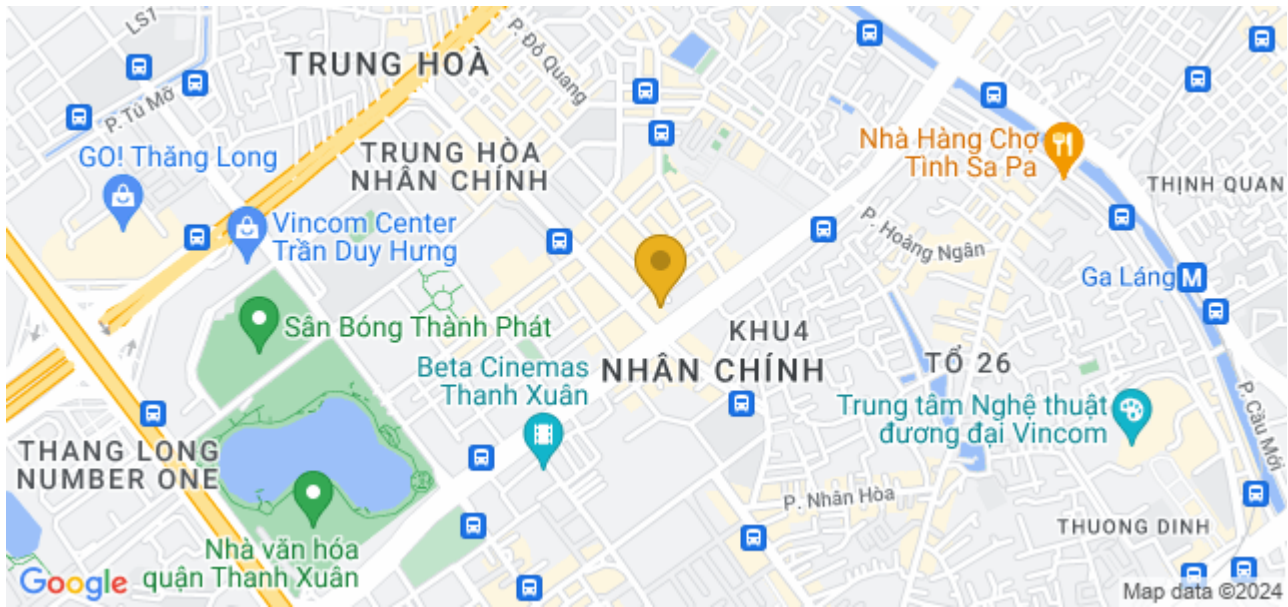 LS1
P. Đỗ Quang
TRUNG HOÀ
P. Tú Mỡ
GO! Thăng Long
TRUNG HÒA
NHÂN CHÍNH
Nhà Hàng Chợ
Tình Sa Pa
THỊNH QUAN
Vincom Center
Trần Duy Hưng
P. Hoàng Ngân
Ga Láng
M
Sân Bóng Thành Phát
KHU4
Beta Cinemas
Thanh Xuân
NHÂN CHÍNH
TỔ 26
Trung tâm Nghệ thuật
đương đại Vincom
P. Cầu Mới
THANG LONG
NUMBER ONE
P. Nhân Hòa
THUONG DINH
Nhà văn hóa
quận Thanh Xuân
Google
Map data ©2024